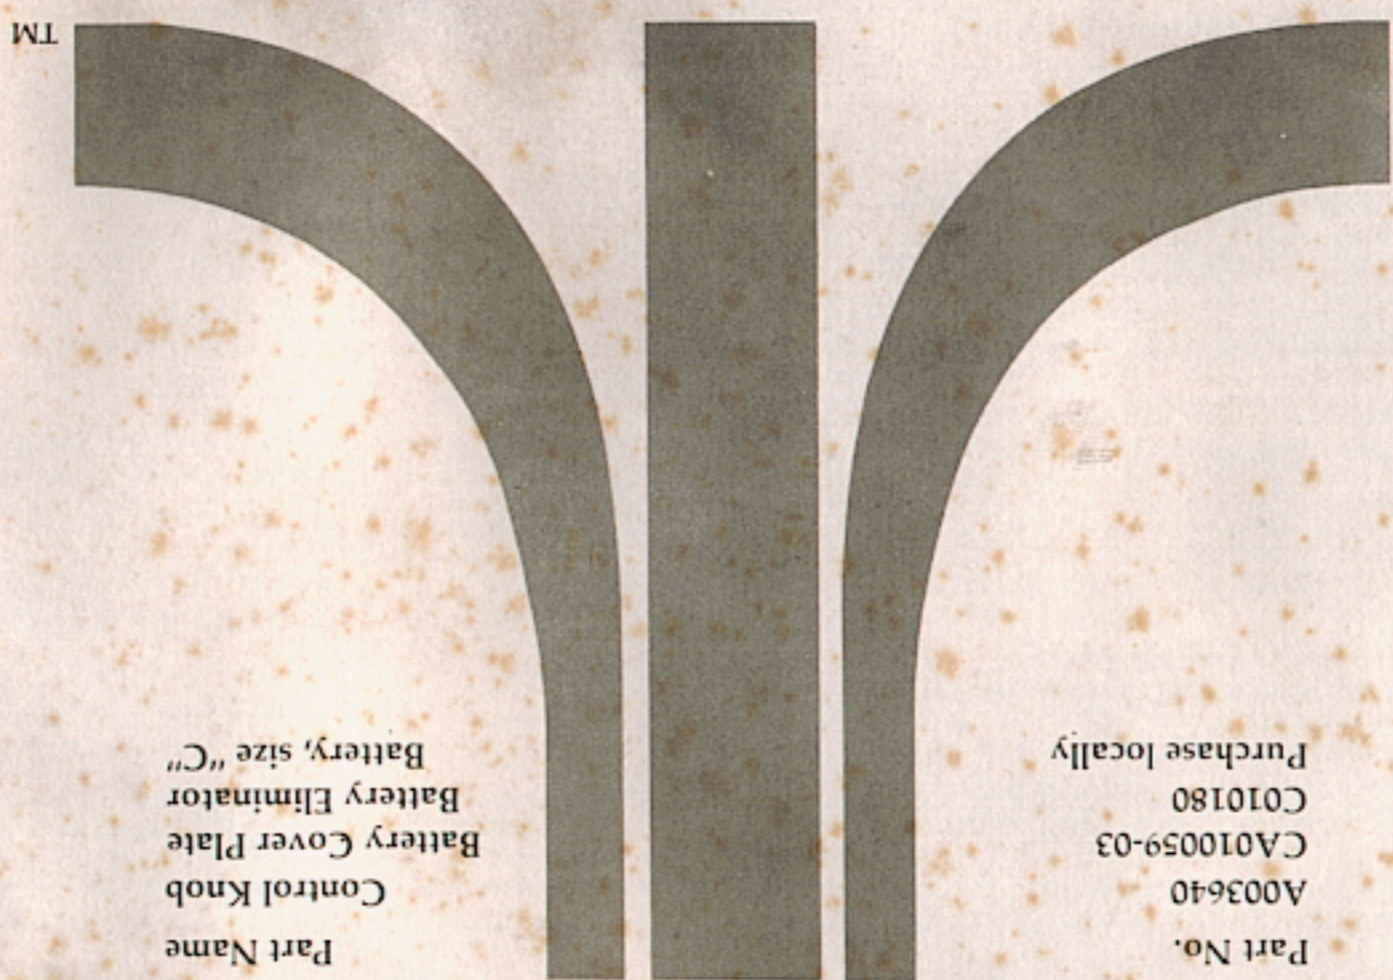 Part No. Part Name
A003640 Control Knob
CA010059-03 Battery Cover Plate
C010180 Battery Eliminator
Purchase locally Battery, size "C"
TM